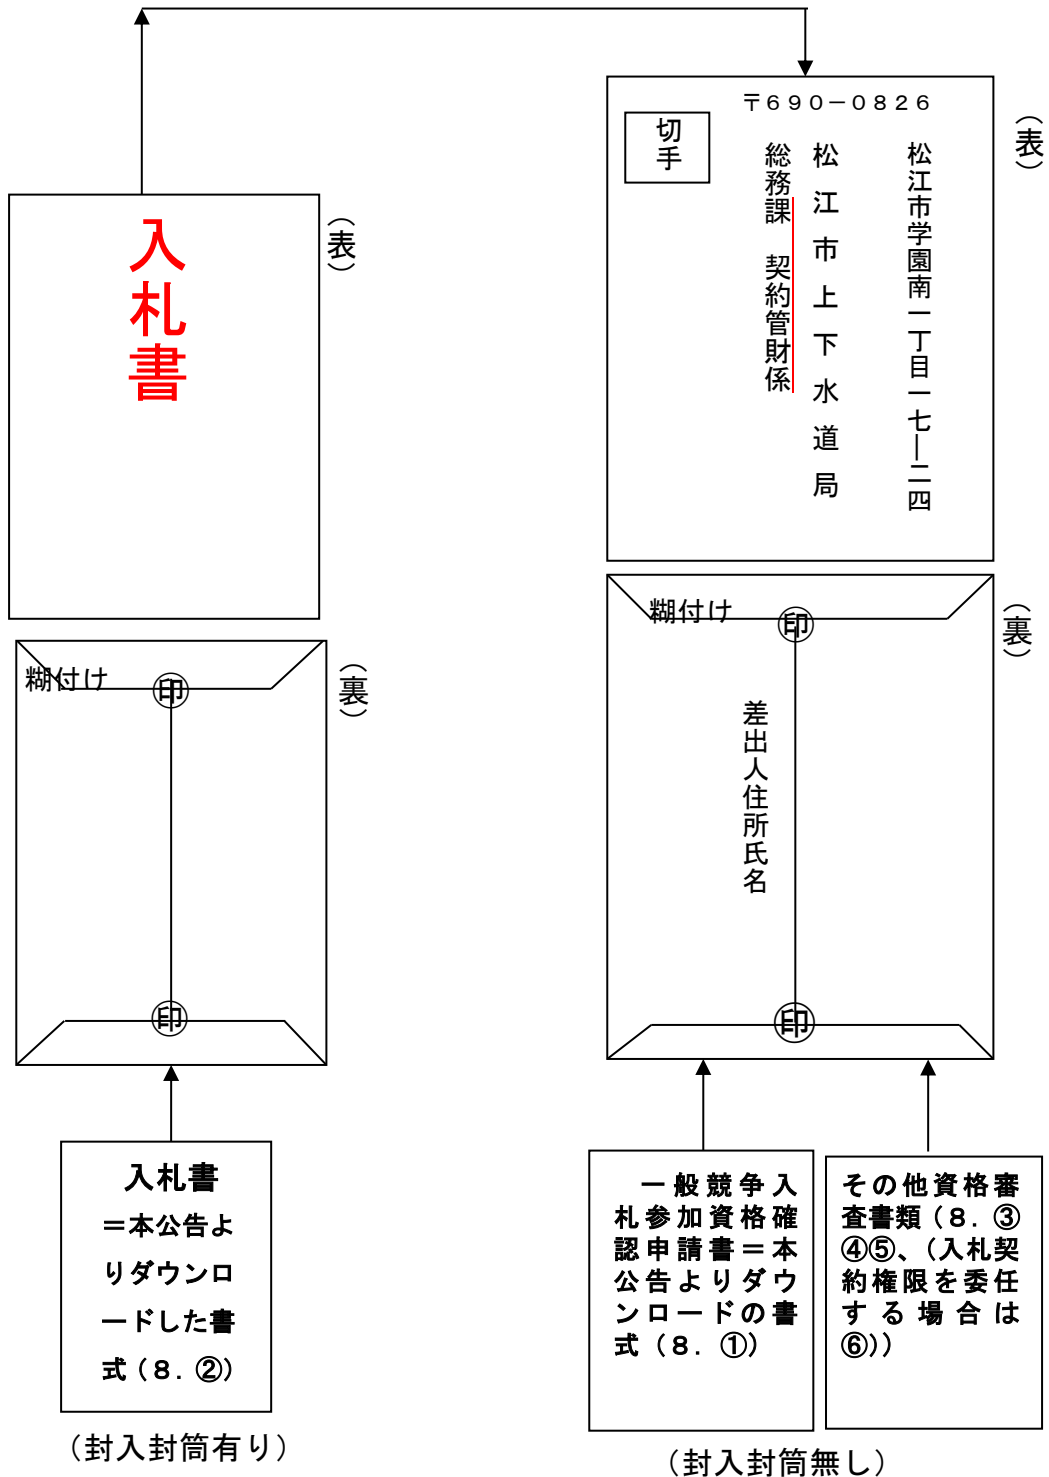 入札書
（表）
糊付け
印
印
（裏）
入札書
＝本公告よ
りダウンロ
ードした書
式（８．②）
（封入封筒有り）
〒６９０－０８２６
切手
松江市学園南一丁目一七―二四
松江市上下水道局
総務課　契約管財係
（表）
糊付け
印
差出人住所氏名
印
（裏）
一般競争入
札参加資格確
認申請書＝本
公告よりダウ
ンロードの書
式（８．①）
その他資格審
査書類（８．③
④⑤、（入札契
約権限を委任
する場合は
⑥））
（封入封筒無し）